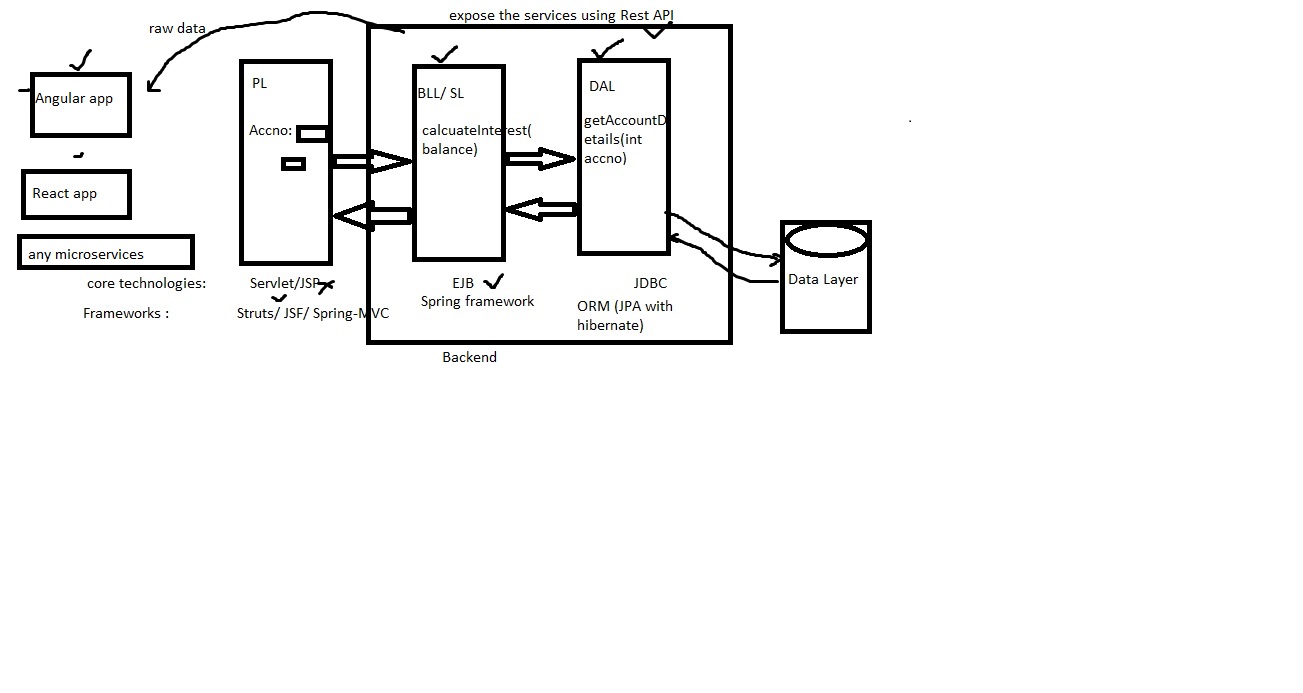 expose the services using Rest API
raw data
Angular app
React app
any microservices
PL
Accno:
BLL/ SL
calcuateInterest(
balance)
DAL
getAccountD
etails(int
accno)
Data Layer
core technologies:
Servlet/JSP
EJB
JDBC
Spring framework
Frameworks :
Struts/ JSF/ Spring-MVC
ORM (JPA with
hibernate)
Backend